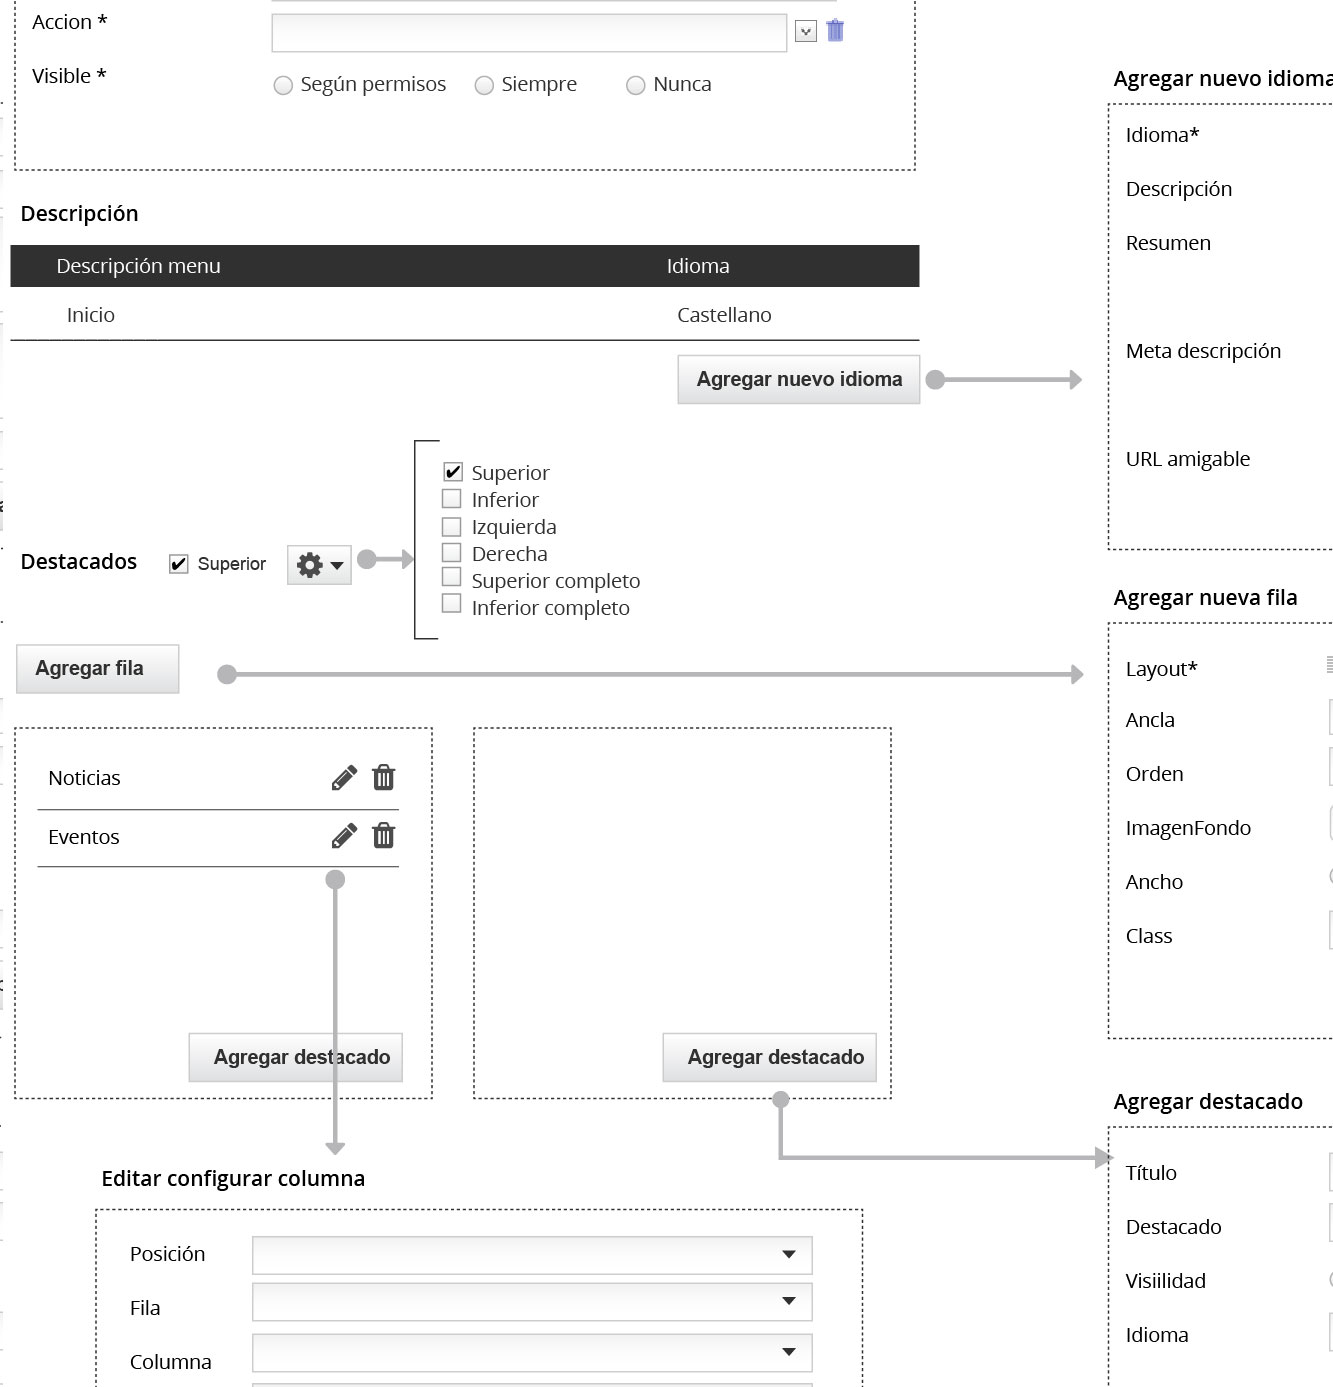 Accion *
Visible *
Según permisos
Siempre
Nunca
Descripción
Descripción menu
Idioma
Inicio
Castellano
Agregar nuevo idioma
Destacados
Superior
Superior
Inferior
Izquierda
Derecha
Superior completo
Inferior completo
Agregar fila
Noticias
Eventos
Agregar destacado
Agregar destacado
Editar configurar columna
Posición
Fila
Columna
Agregar nuevo idioma
Idioma*
Descripción
Resumen
Meta descripción
URL amigable
Agregar nueva fila
Layout*
Ancla
Orden
ImagenFondo
Ancho
Class
Agregar destacado
Título
Destacado
Visiilidad
Idioma